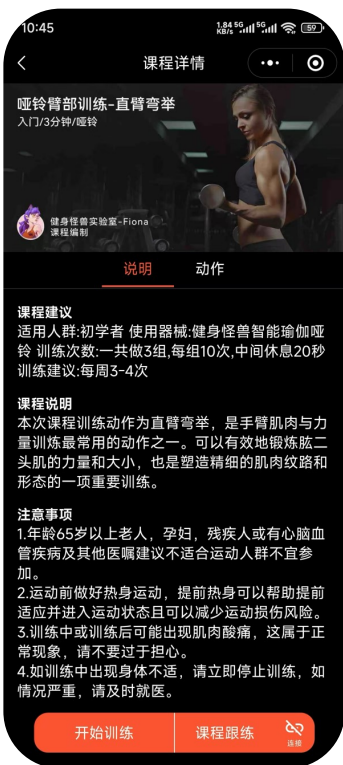 10:45
1.84 KB/s 5G 5G 59
课程详情
哑铃臂部训练-直臂弯举
入门/3分钟/哑铃
健身怪兽实验室-Fiona
课程编制
说明 动作
课程建议
适用人群:初学者 使用器械:健身怪兽智能瑜伽哑
铃 训练次数:一共做3组,每组10次,中间休息20秒
训练建议:每周3-4次
课程说明
本次课程训练动作为直臂弯举，是手臂肌肉与力
量训炼最常用的动作之一。可以有效地锻炼肱二
头肌的力量和大小，也是塑造精细的肌肉纹路和
形态的一项重要训练。
注意事项
1.年龄65岁以上老人，孕妇，残疾人或有心脑血
管疾病及其他医嘱建议不适合运动人群不宜参
加。
2.运动前做好热身运动，提前热身可以帮助提前
适应并进入运动状态且可以减少运动损伤风险。
3.训练中或训练后可能出现肌肉酸痛，这属于正
常现象，请不要过于担心。
4.如训练中出现身体不适，请立即停止训练，如
情况严重，请及时就医。
开始训练 课程跟练 连接